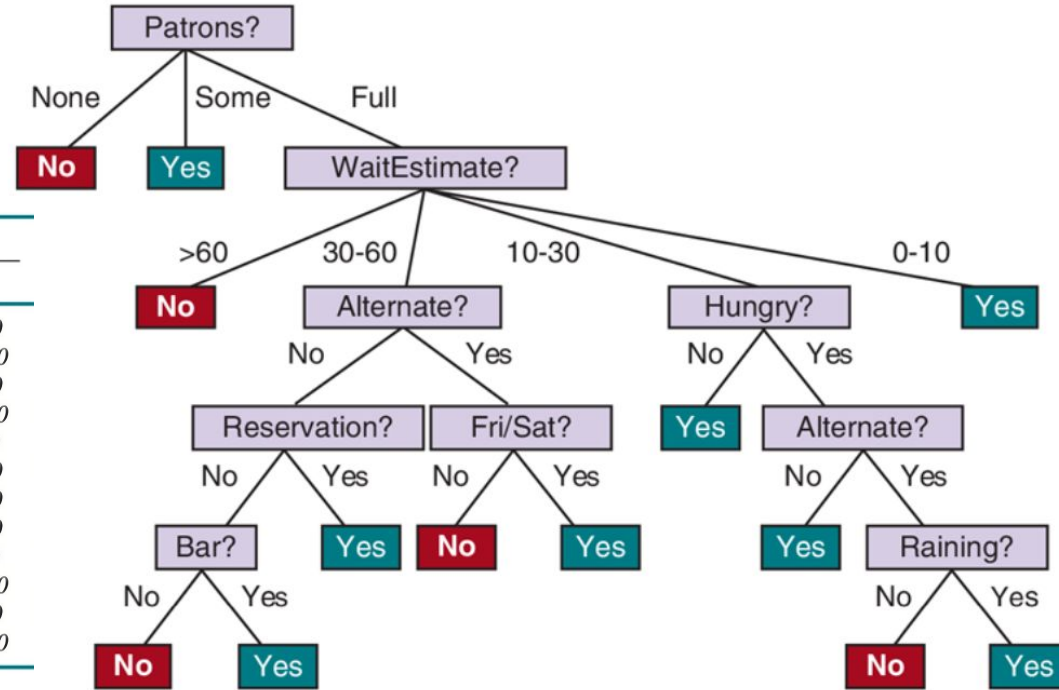 Patrons?
None Some Full
No Yes WaitEstimate?
>60 30-60 10-30 0-10
No Alternate? Hungry? Yes
No Yes No Yes
Reservation? Fri/Sat? Yes Alternate?
No Yes No Yes No Yes
Bar? Yes No Yes Yes Raining?
No Yes No Yes
No Yes No Yes